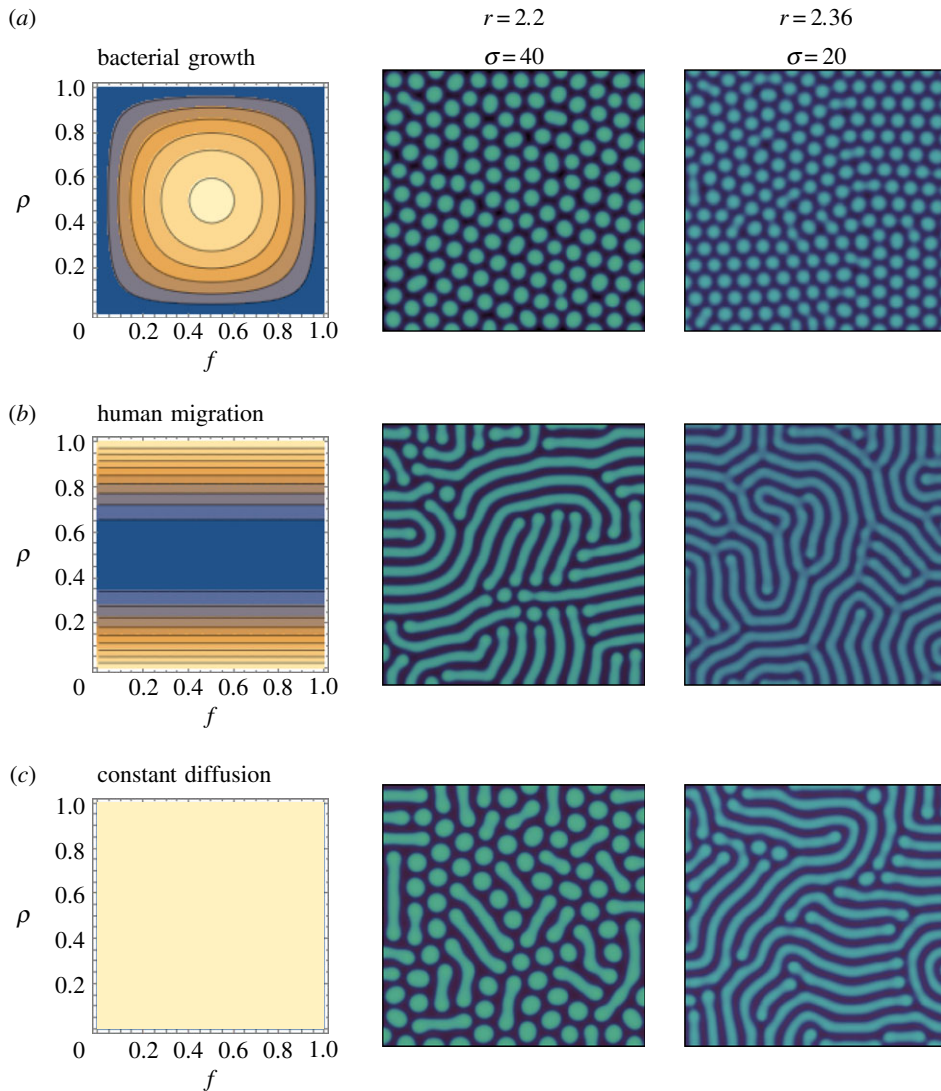 (a)
r = 2.2
r = 2.36
bacterial growth
σ = 40
σ = 20
1.0
0.8
ρ 0.6
0.4
0.2
0 0.2 0.4 0.6 0.8 1.0
f
(b) human migration
1.0
0.8
ρ 0.6
0.4
0.2
0 0.2 0.4 0.6 0.8 1.0
f
(c) constant diffusion
1.0
0.8
ρ 0.6
0.4
0.2
0 0.2 0.4 0.6 0.8 1.0
f